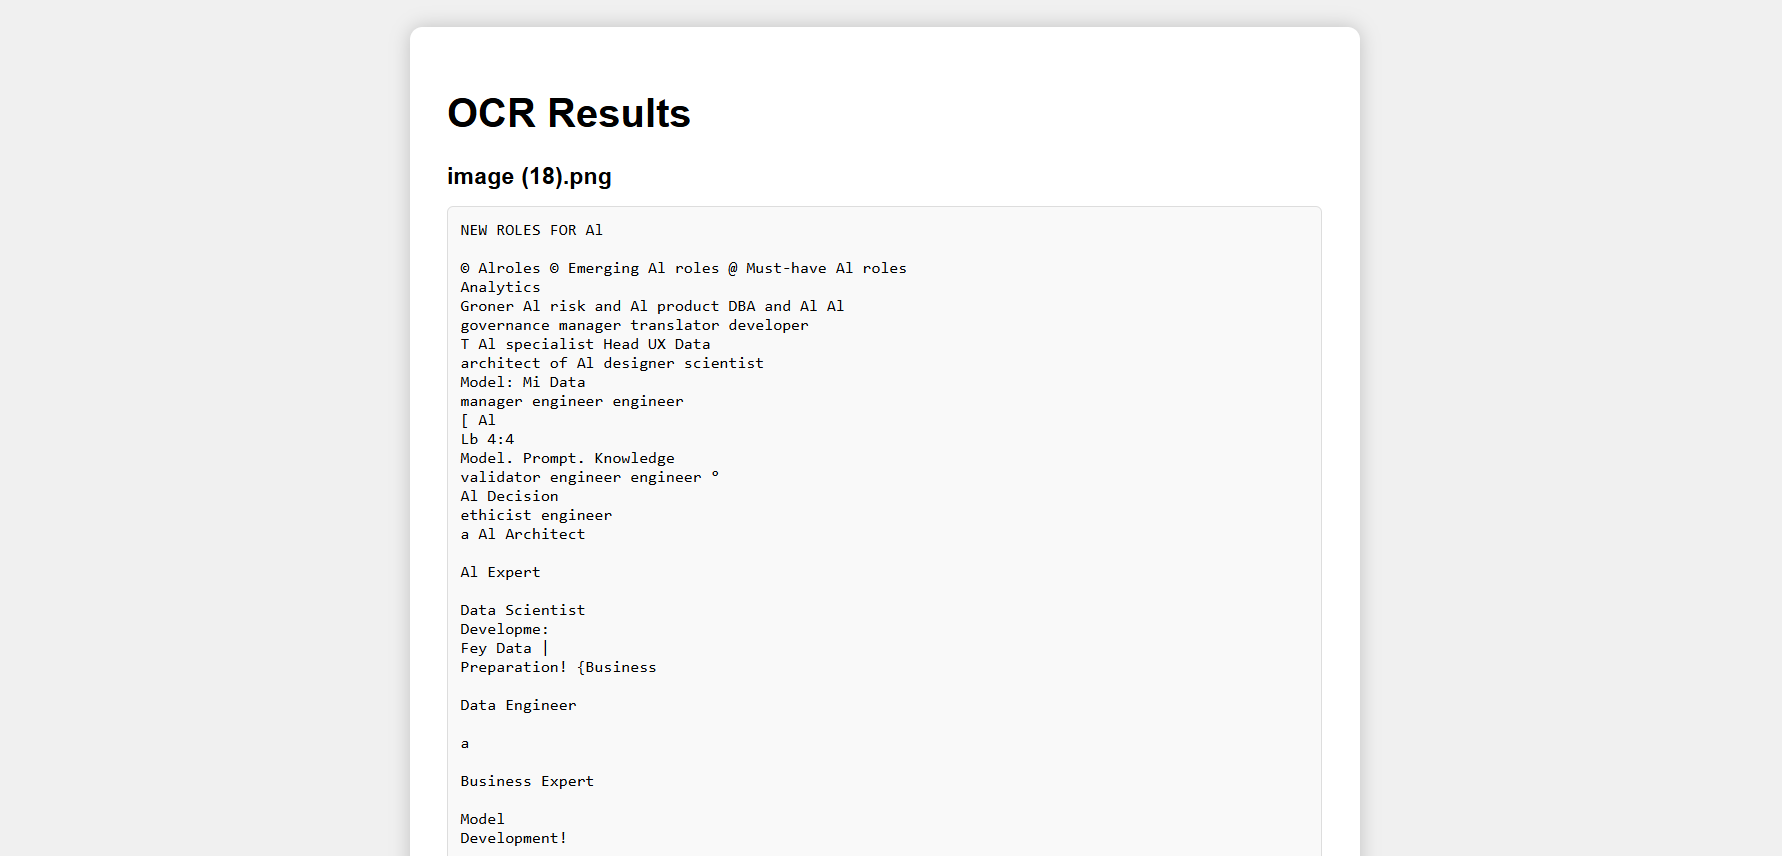 OCR Results
image (18).png
NEW ROLES FOR Al
© Alroles © Emerging Al roles @ Must-have Al roles
Analytics
Groner Al risk and Al product DBA and Al Al
governance manager translator developer
T Al specialist Head UX Data
architect of Al designer scientist
Model: Mi Data
manager engineer engineer
[ Al
Lb 4:4
Model. Prompt. Knowledge
validator engineer engineer °
Al Decision
ethicist engineer
a Al Architect
Al Expert
Data Scientist
Developme:
Fey Data |
Preparation! {Business
Data Engineer
a
Business Expert
Model
Development!